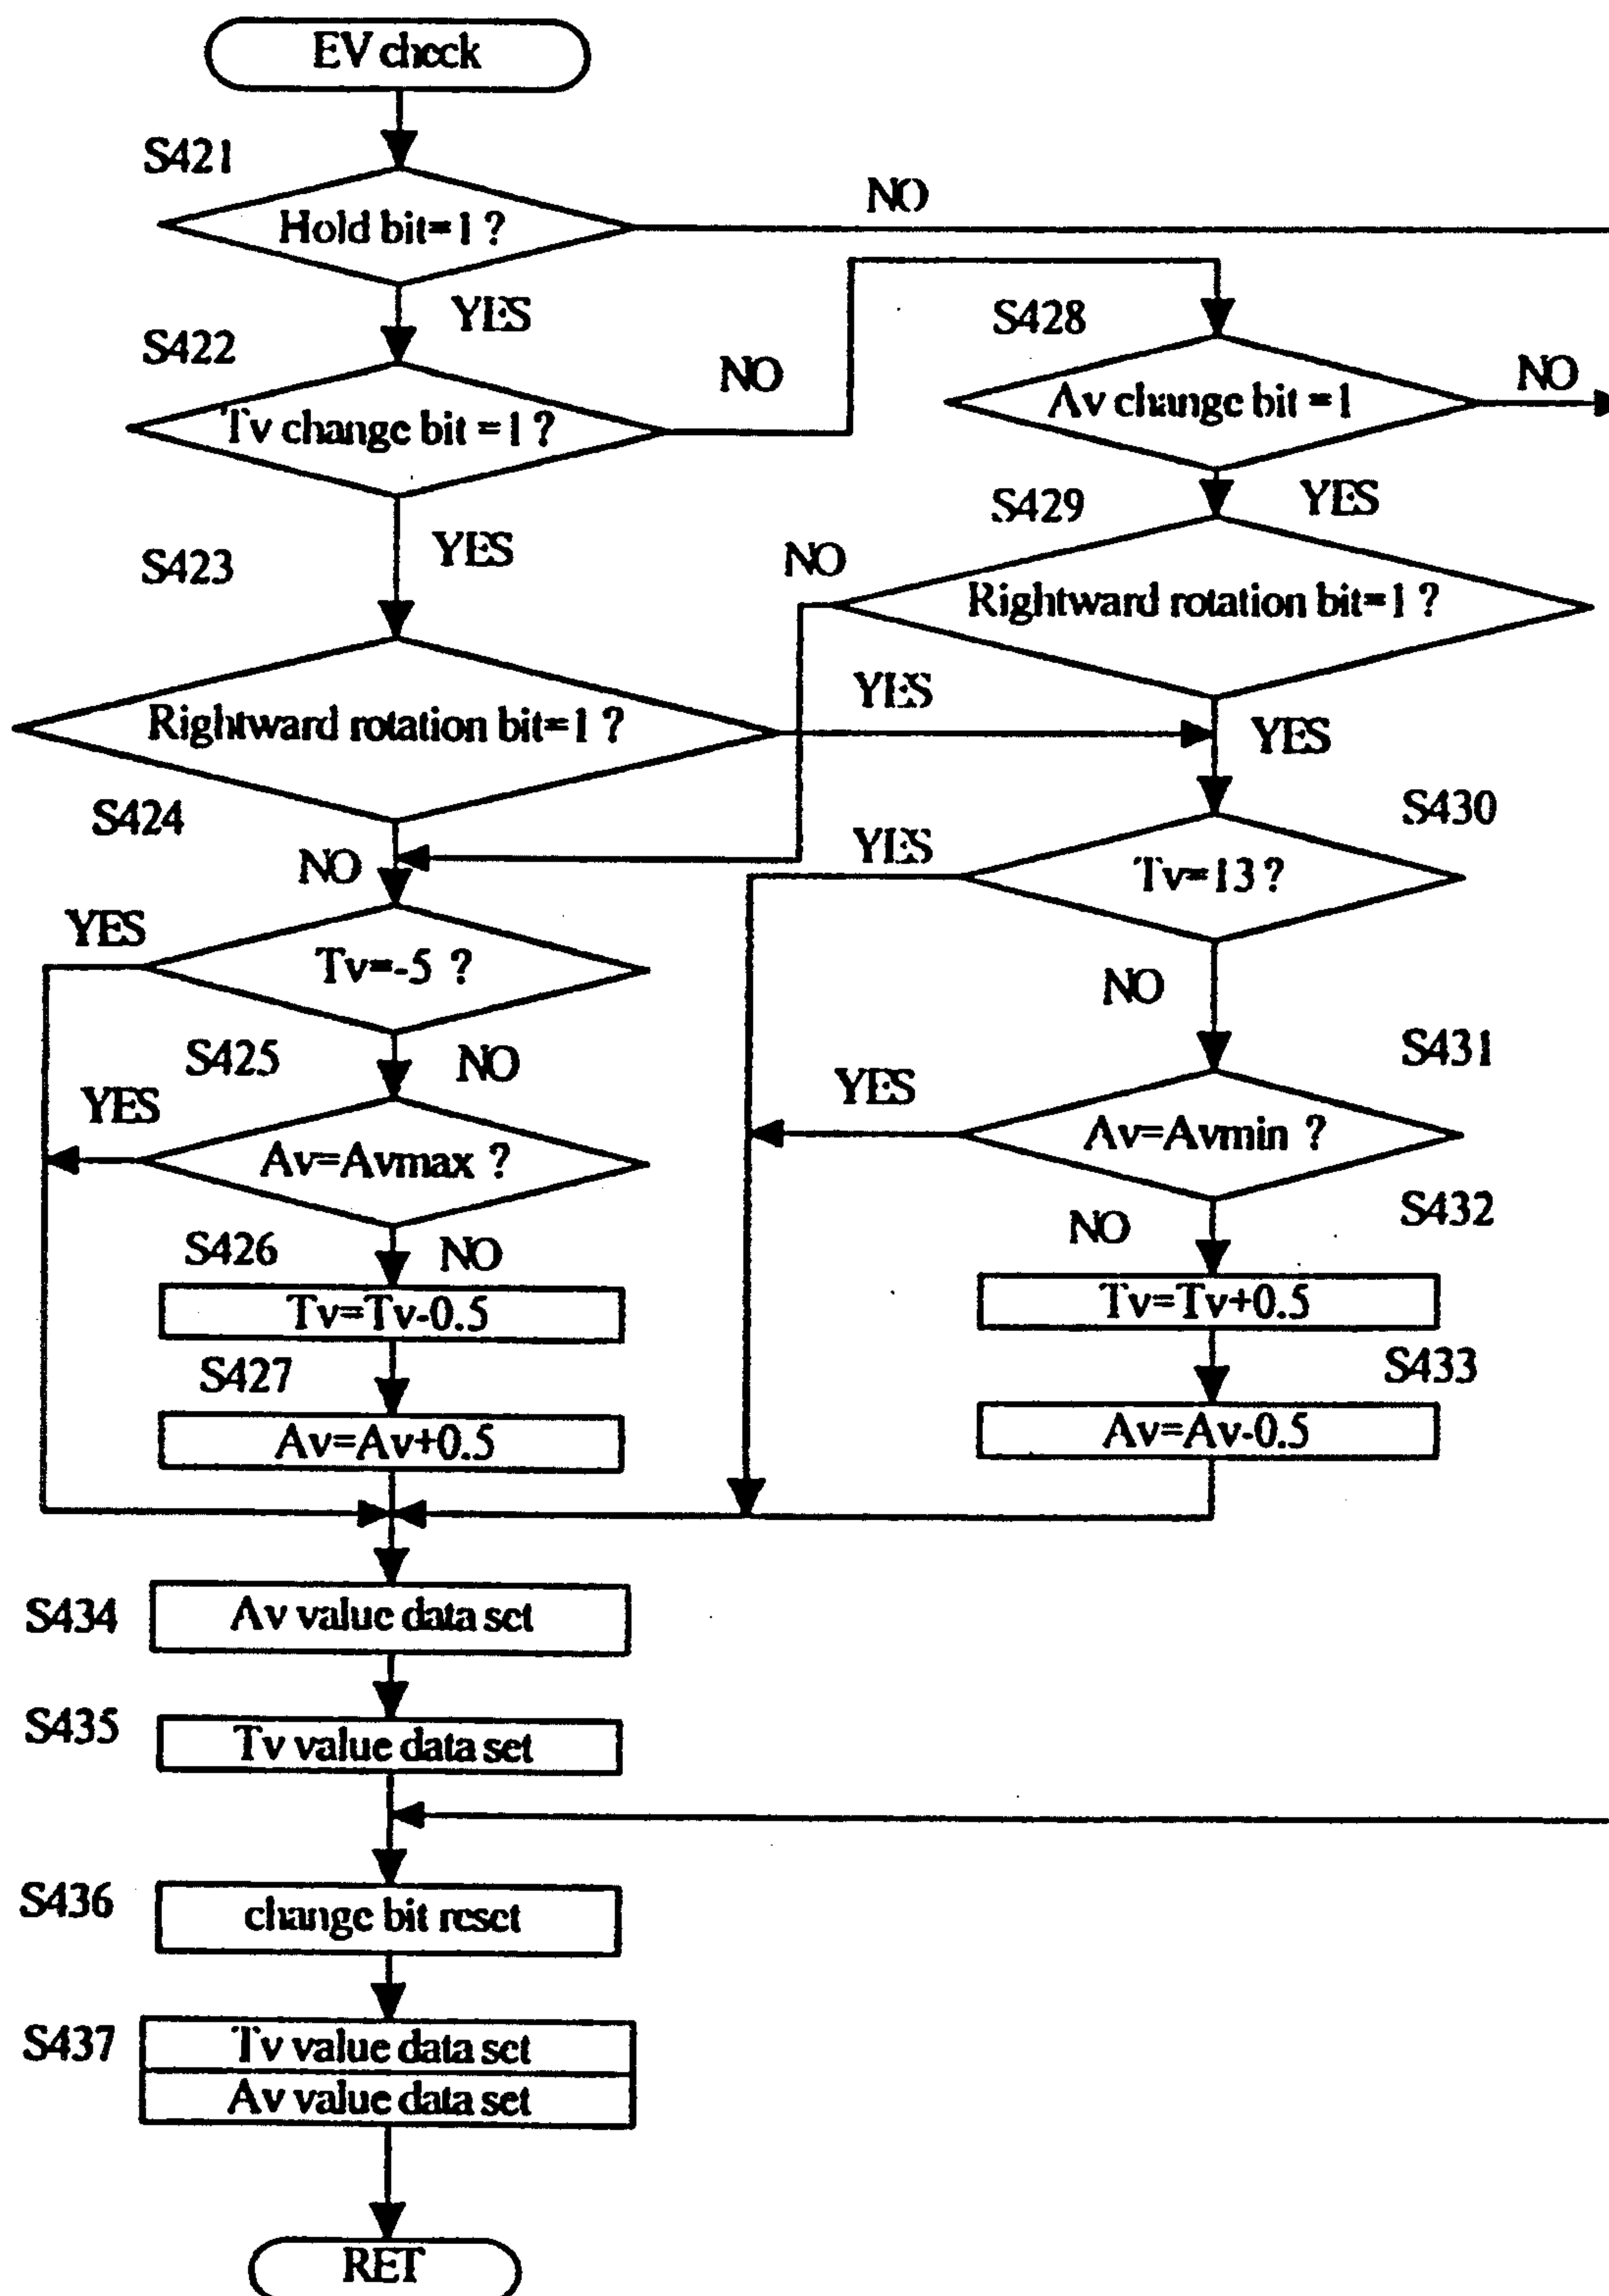 EV check
S421
Hold bit=1 ?
NO
YES
S422
Tv change bit =1 ?
NO
S428
Av change bit =1
NO
YES
S423
YES
S429
NO
Rightward rotation bit=1 ?
Rightward rotation bit=1 ?
YES
YES
S424
NO
S430
YES
Tv=13 ?
YES
Tv=-5 ?
NO
S425
NO
S431
YES
Av=Avmax ?
YES
Av=Avmin ?
S432
NO
S426
NO
Tv=Tv-0.5
Tv=Tv+0.5
S427
S433
Av=Av+0.5
Av=Av-0.5
S434
Av value data set
S435
Tv value data set
S436
change bit reset
S437
Tv value data set
Av value data set
RET